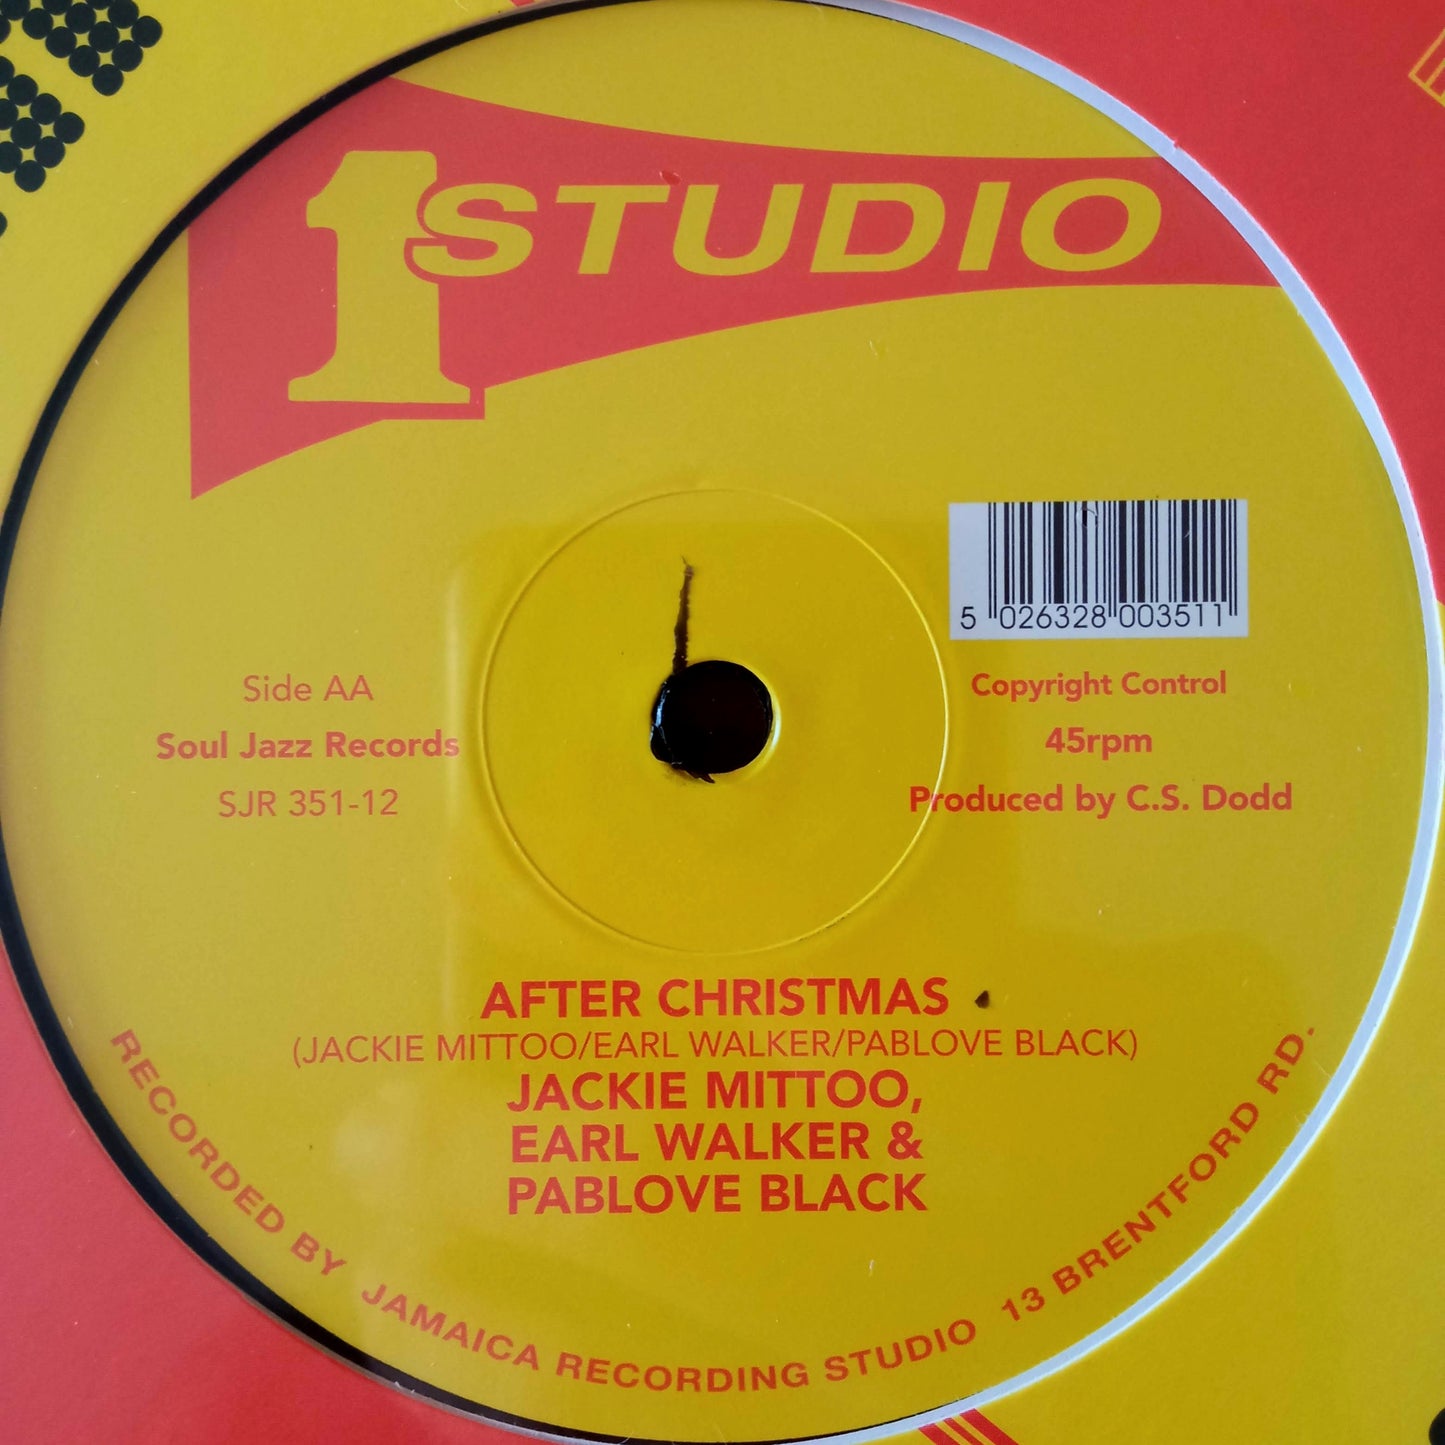 1 STUDIO
5 026328 003511
Side AA
Soul Jazz Records
SJR 351-12
Copyright Control
45rpm
Produced by C.S. Dodd
AFTER CHRISTMAS
(JACKIE MITTOO/EARL WALKER/PABLOVE BLACK)
JACKIE MITTOO,
EARL WALKER &
PABLOVE BLACK
RECORDED BY JAMAICA RECORDING STUDIO 13 BRENTFORD RD.